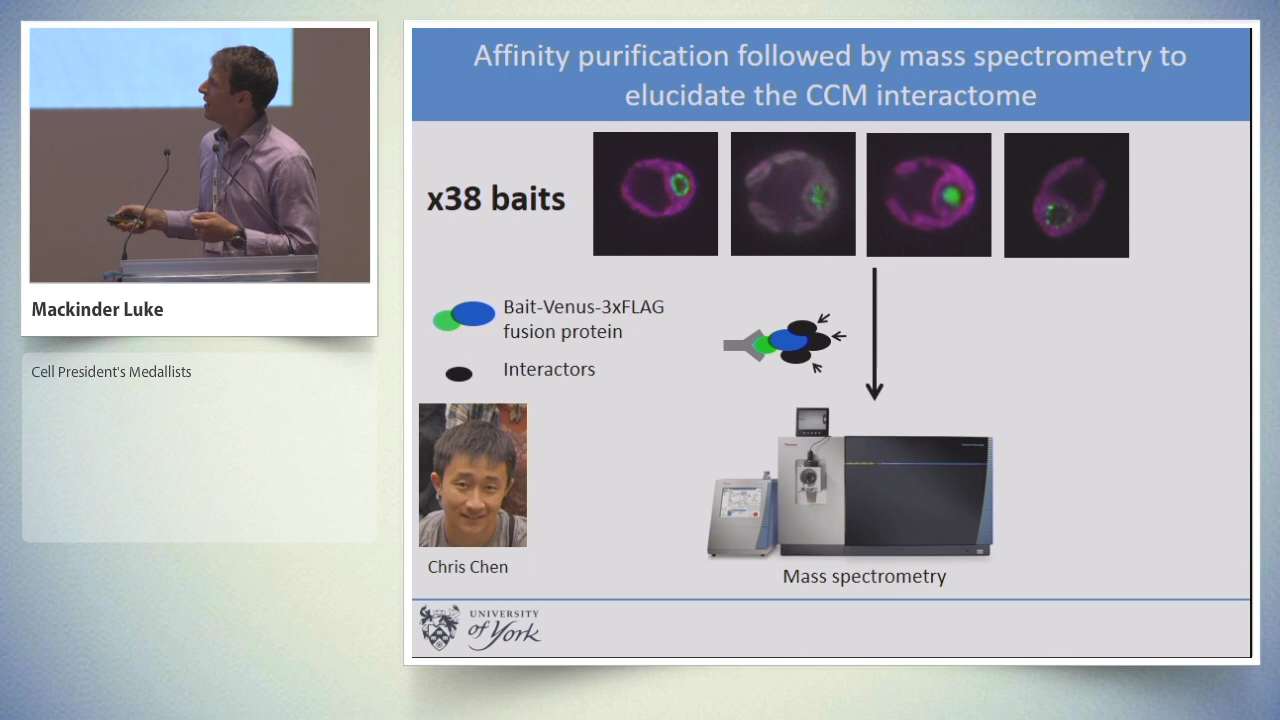 Affinity purification followed by mass spectrometry to
elucidate the CCM interactome
x38 baits
Bait-Venus-3xFLAG
fusion protein
Interactors
Chris Chen
Mass spectrometry
UNIVERSITY
of York
Mackinder Luke
Cell President's Medallists